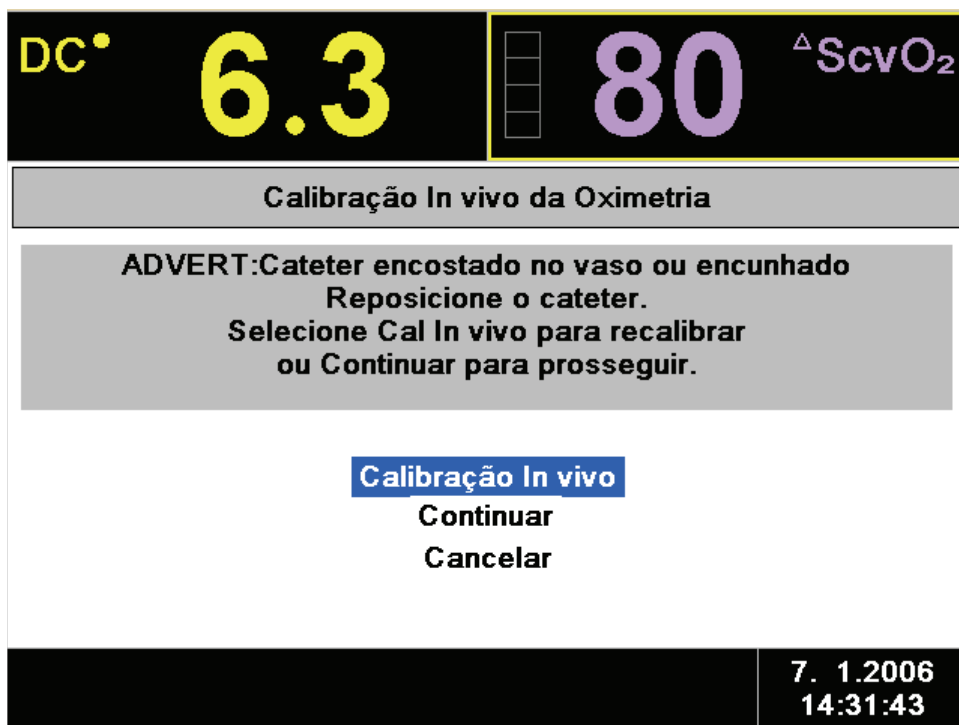 DC• 6.3 80 ΔScvO₂
Calibração In vivo da Oximetria
ADVERT:Cateter encostado no vaso ou encunhado
Reposicione o cateter.
Selecione Cal In vivo para recalibrar
ou Continuar para prosseguir.
Calibração In vivo
Continuar
Cancelar
7. 1.2006
14:31:43